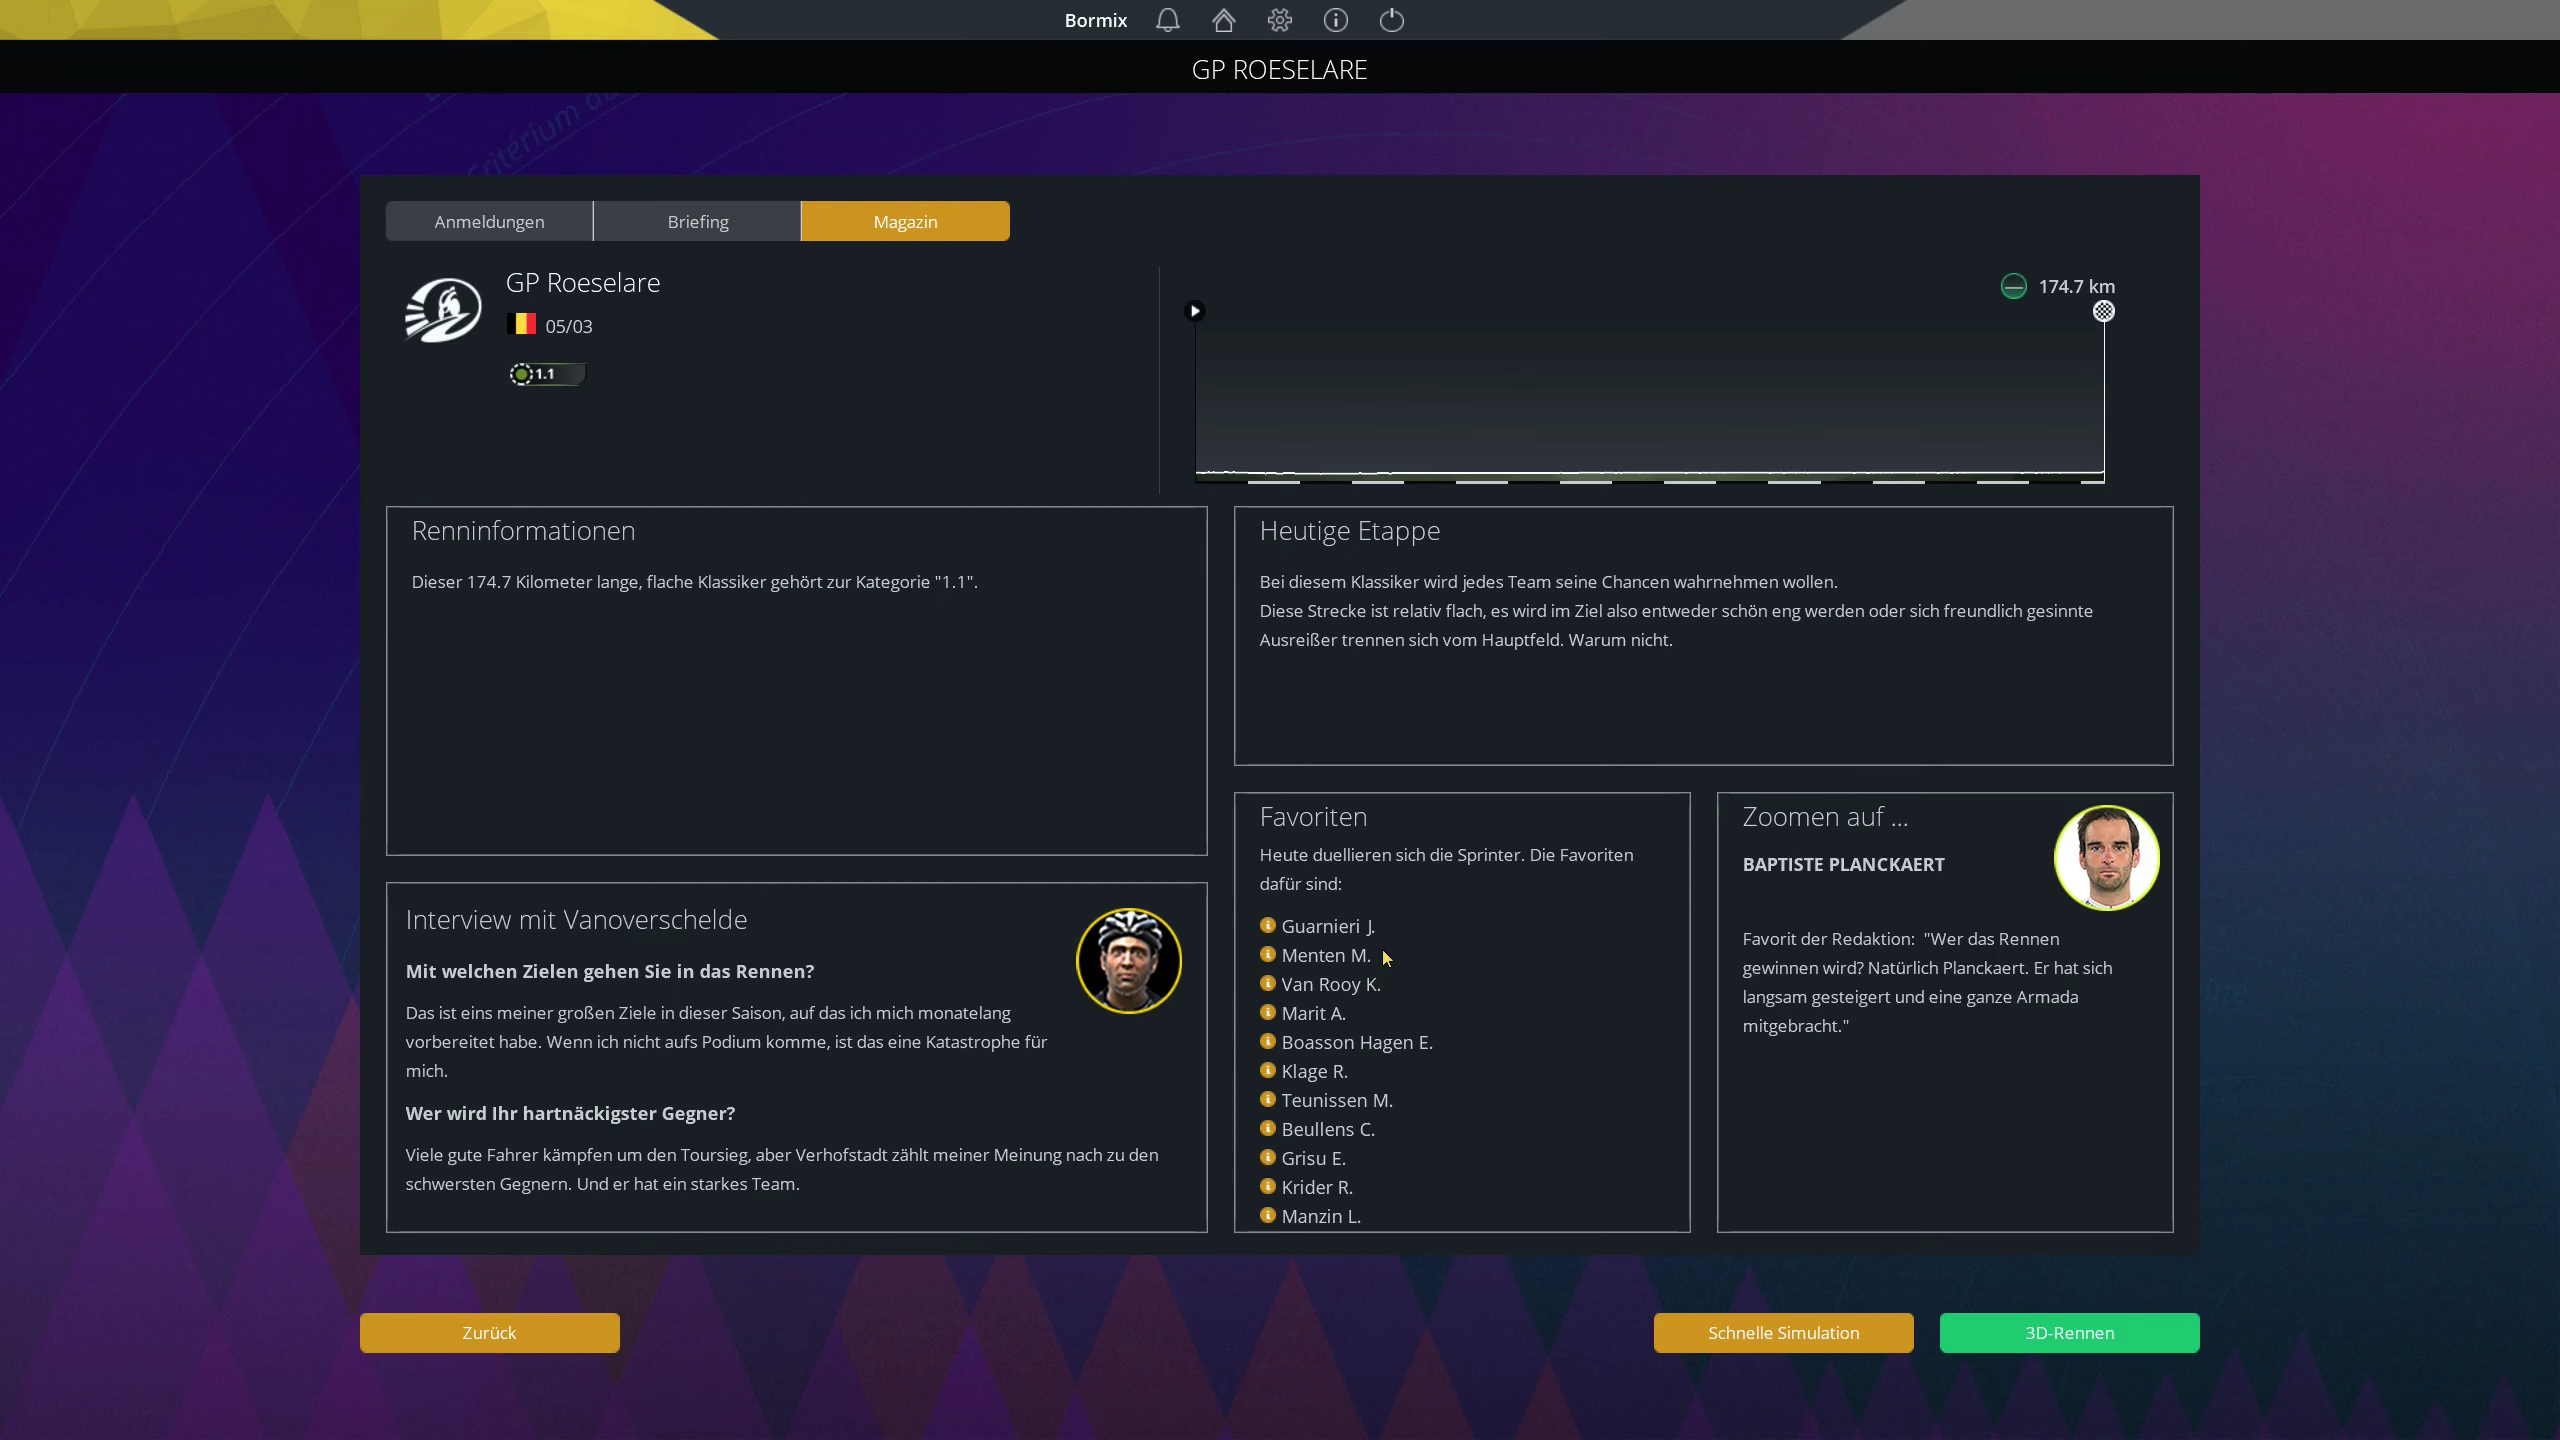 Bormix
GP ROESELARE
Critérium du
Anmeldungen
Briefing
Magazin
GP Roeselare
05/03
1.1
174.7 km
Renninformationen
Dieser 174.7 Kilometer lange, flache Klassiker gehört zur Kategorie "1.1".
Heutige Etappe
Bei diesem Klassiker wird jedes Team seine Chancen wahrnehmen wollen.
Diese Strecke ist relativ flach, es wird im Ziel also entweder schön eng werden oder sich freundlich gesinnte
Ausreißer trennen sich vom Hauptfeld. Warum nicht.
Interview mit Vanoverschelde
Mit welchen Zielen gehen Sie in das Rennen?
Das ist eins meiner großen Ziele in dieser Saison, auf das ich mich monatelang
vorbereitet habe. Wenn ich nicht aufs Podium komme, ist das eine Katastrophe für
mich.
Wer wird Ihr hartnäckigster Gegner?
Viele gute Fahrer kämpfen um den Toursieg, aber Verhofstadt zählt meiner Meinung nach zu den
schwersten Gegnern. Und er hat ein starkes Team.
Favoriten
Heute duellieren sich die Sprinter. Die Favoriten
dafür sind:
Guarnieri J.
Menten M.
Van Rooy K.
Marit A.
Boasson Hagen E.
Klage R.
Teunissen M.
Beullens C.
Grisu E.
Krider R.
Manzin L.
Zoomen auf ...
BAPTISTE PLANCKAERT
Favorit der Redaktion: "Wer das Rennen
gewinnen wird? Natürlich Planckaert. Er hat sich
langsam gesteigert und eine ganze Armada
mitgebracht."
Zurück
Schnelle Simulation
3D-Rennen